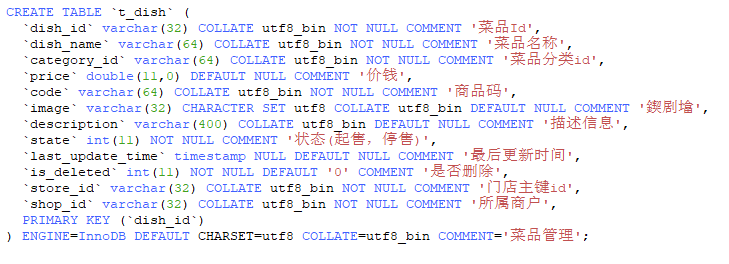 CREATE TABLE `t_dish` (
  `dish_id` varchar(32) COLLATE utf8_bin NOT NULL COMMENT '菜品Id',
  `dish_name` varchar(64) COLLATE utf8_bin NOT NULL COMMENT '菜品名称',
  `category_id` varchar(64) COLLATE utf8_bin NOT NULL COMMENT '菜品分类id',
  `price` double(11,0) DEFAULT NULL COMMENT '价钱',
  `code` varchar(64) COLLATE utf8_bin NOT NULL COMMENT '商品码',
  `image` varchar(32) CHARACTER SET utf8 COLLATE utf8_bin DEFAULT NULL COMMENT '鍥剧墖',
  `description` varchar(400) COLLATE utf8_bin DEFAULT NULL COMMENT '描述信息',
  `state` int(11) NOT NULL COMMENT '状态(起售，停售)',
  `last_update_time` timestamp NULL DEFAULT NULL COMMENT '最后更新时间',
  `is_deleted` int(11) NOT NULL DEFAULT '0' COMMENT '是否删除',
  `store_id` varchar(32) COLLATE utf8_bin NOT NULL COMMENT '门店主键id',
  `shop_id` varchar(32) COLLATE utf8_bin NOT NULL COMMENT '所属商户',
  PRIMARY KEY (`dish_id`)
) ENGINE=InnoDB DEFAULT CHARSET=utf8 COLLATE=utf8_bin COMMENT='菜品管理';